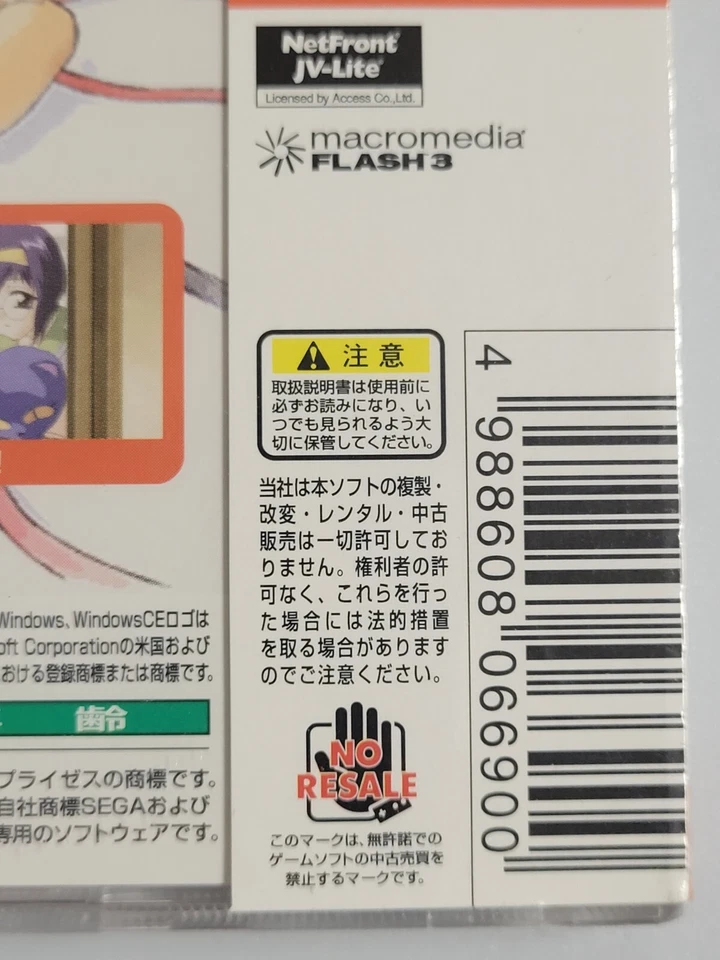 NetFront
JV-Lite
Licensed by Access Co.,Ltd.
macromedia
FLASH 3
注意
取扱説明書は使用前に
必ずお読みになり、い
つでも見られるよう大
切に保管してください。
当社は本ソフトの複製・
改変・レンタル・中古
販売は一切許可してお
りません。権利者の許
可なく、これらを行っ
た場合には法的措置
を取る場合があります
のでご注意ください。
NO
RESALE
このマークは、無許諾での
ゲームソフトの中古売買を
禁止するマークです。
4 988608 066900
Windows、WindowsCEロゴは
oft Corporationの米国および
おける登録商標または商標です。
齢令
プライゼスの商標です。
自社商標SEGAおよび
専用のソフトウェアです。